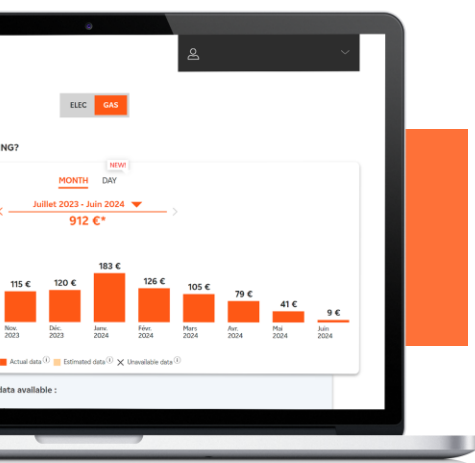 ELEC GAS
NG?
NEW!
MONTH DAY
Juillet 2023 - Juin 2024
912 €*
115 € 120 € 183 € 126 € 105 € 79 € 41 € 9 €
Nov. Déc. Janv. Févr. Mars Avr. Mai Juin
2023 2023 2024 2024 2024 2024 2024 2024
Actual data Estimated data Unavailable data
data available :